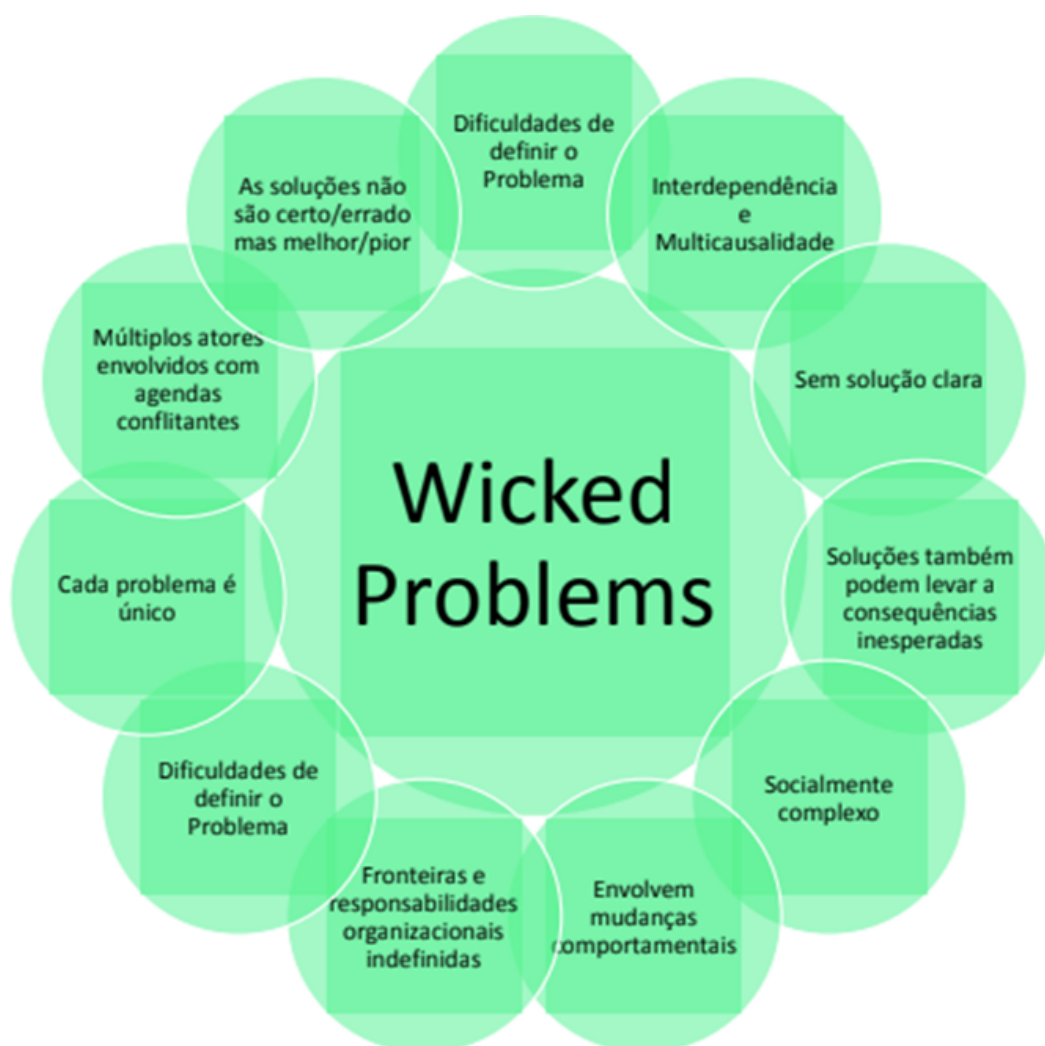 Dificuldades de
definir o
Problema
Interdependência
e
Multicausalidade
Sem solução clara
Soluções também
podem levar a
consequências
inesperadas
Socialmente
complexo
Envolvem
mudanças
comportamentais
Fronteiras e
responsabilidades
organizacionais
indefinidas
Dificuldades de
definir o
Problema
Cada problema é
único
Múltiplos atores
envolvidos com
agendas
conflitantes
As soluções não
são certo/errado
mas melhor/pior
Wicked
Problems